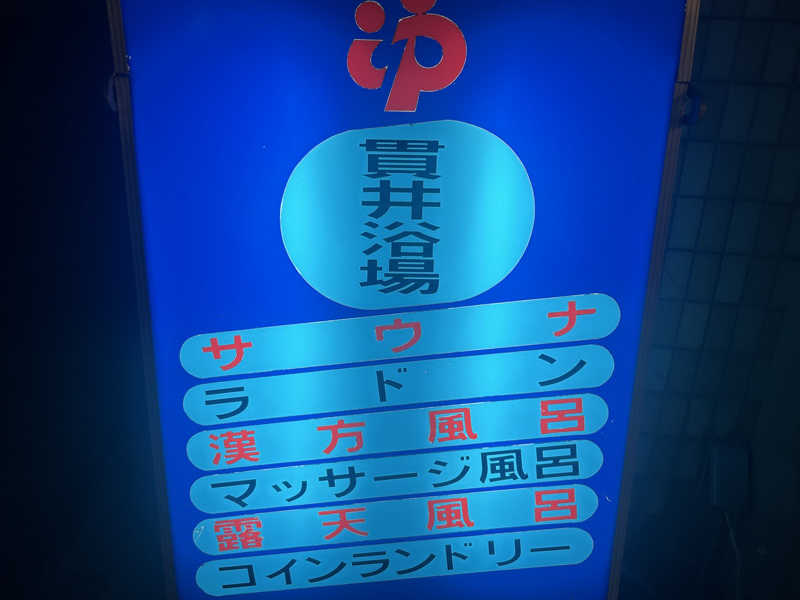 ゆ
貫井浴場
サウナ
ラドン
漢方風呂
マッサージ風呂
露天風呂
コインランドリー